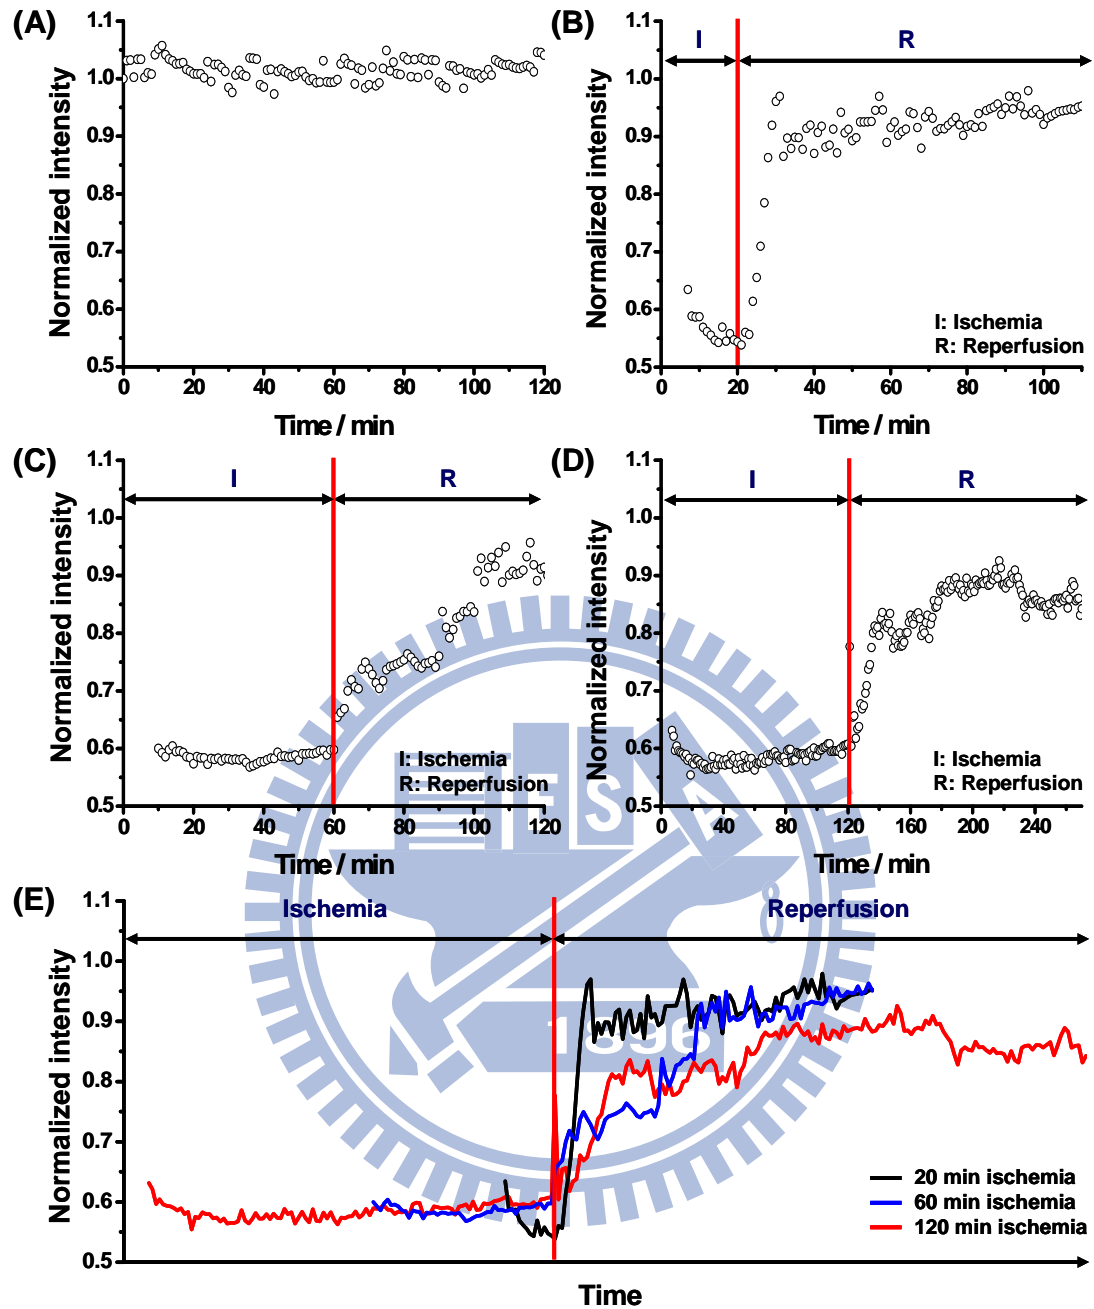 (A)
Normalized intensity
1.1
1.0
0.9
0.8
0.7
0.6
0.5
0 20 40 60 80 100 120
Time / min
(B)
Normalized intensity
1.1
1.0
0.9
0.8
0.7
0.6
0.5
I R
I: Ischemia
R: Reperfusion
0 20 40 60 80 100
Time / min
(C)
Normalized intensity
1.1
1.0
0.9
0.8
0.7
0.6
0.5
I R
I: Ischemia
R: Reperfusion
0 20 40 60 80 100 120
Time / min
(D)
Normalized intensity
1.1
1.0
0.9
0.8
0.7
0.6
0.5
I R
I: Ischemia
R: Reperfusion
0 40 80 120 160 200 240
Time / min
(E)
Normalized intensity
1.1
1.0
0.9
0.8
0.7
0.6
0.5
Ischemia Reperfusion
ESA
1896
20 min ischemia
60 min ischemia
120 min ischemia
Time